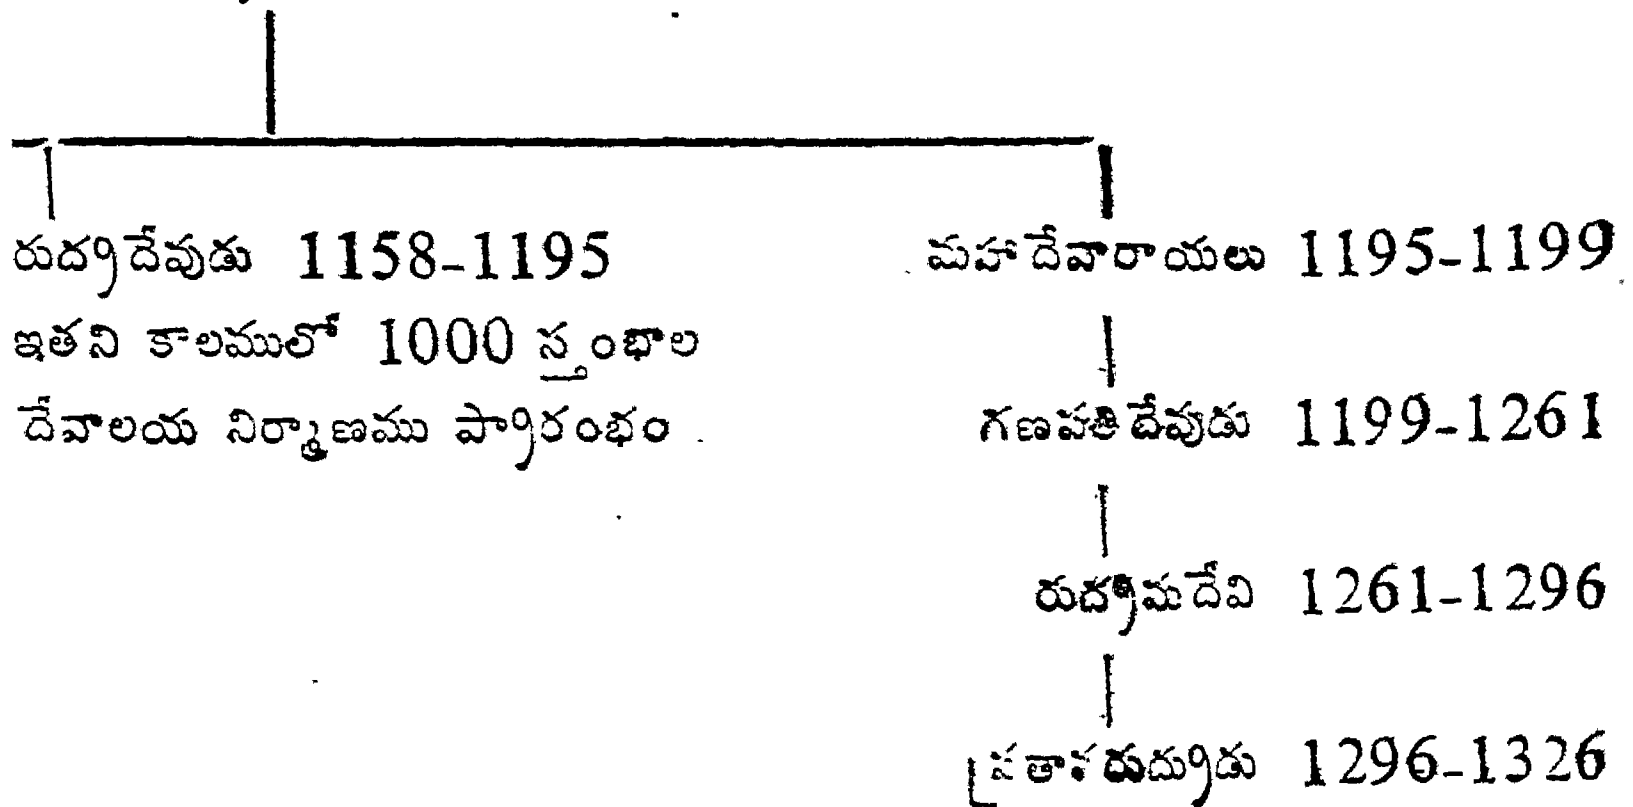 రుద్రదేవుడు 1158-1195
ఇతని కాలములో 1000 స్తంభాల
దేవాలయ నిర్మాణము ప్రారంభం.
మహాదేవారాయలు 1195-1199
గణపతిదేవుడు 1199-1261
రుద్రమదేవి 1261-1296
ప్రతాపరుద్రుడు 1296-1326